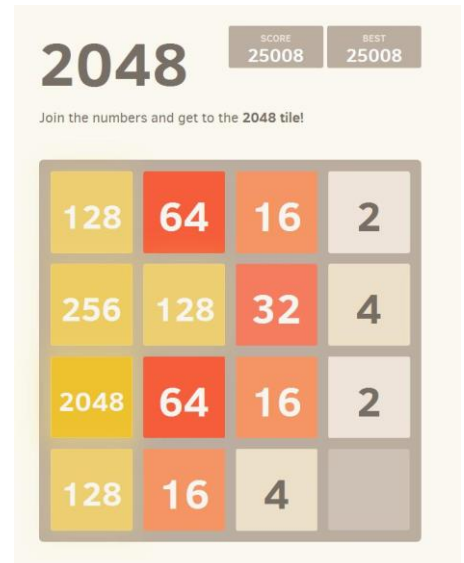 2048
SCORE
25008
BEST
25008
Join the numbers and get to the 2048 tile!
128 64 16 2
256 128 32 4
2048 64 16 2
128 16 4